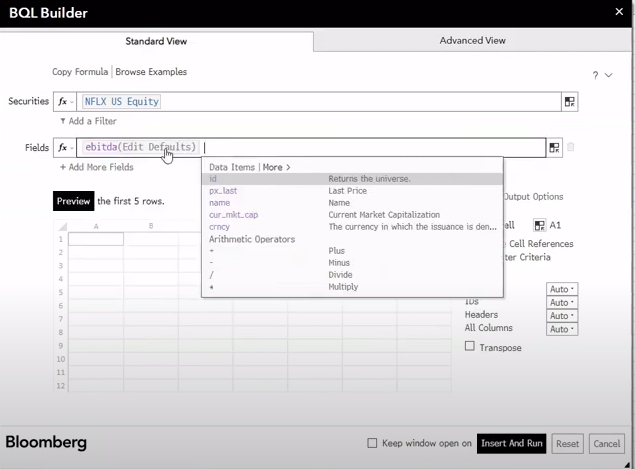 BQL Builder ×
Standard View Advanced View
Copy Formula | Browse Examples ?
Securities fx NFLX US Equity
Add a Filter
Fields fx ebitda(Edit Defaults)
+ Add More Fields
Data Items | More >
id Returns the universe.
px_last Last Price
name Name
cur_mkt_cap Current Market Capitalization
crncy The currency in which the issuance is den...
Arithmetic Operators
+ Plus
- Minus
/ Divide
* Multiply
Preview the first 5 rows.
A B
1
2
3
4
5
6
7
8
9
10
11
12
Output Options
ell A1
Cell References
ter Criteria
Auto
IDs Auto
Headers Auto
All Columns Auto
Transpose
Bloomberg Keep window open on Insert And Run Reset Cancel